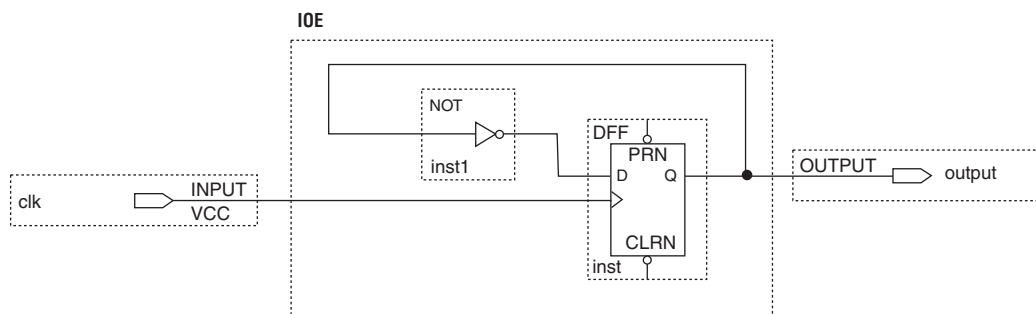 IOE
NOT
inst1
DFF
PRN
D
Q
CLRN
inst
clk
INPUT
VCC
OUTPUT
output